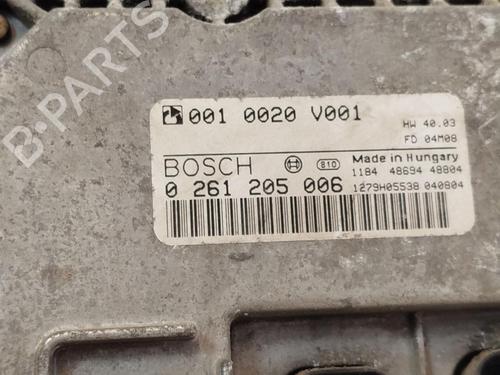 001 0020 V001
HW 40.03
FD 04M08
BOSCH
810
Made in Hungary
0 261 205 006
1184 48694 48804
1279H05538 040804
B-PARTS